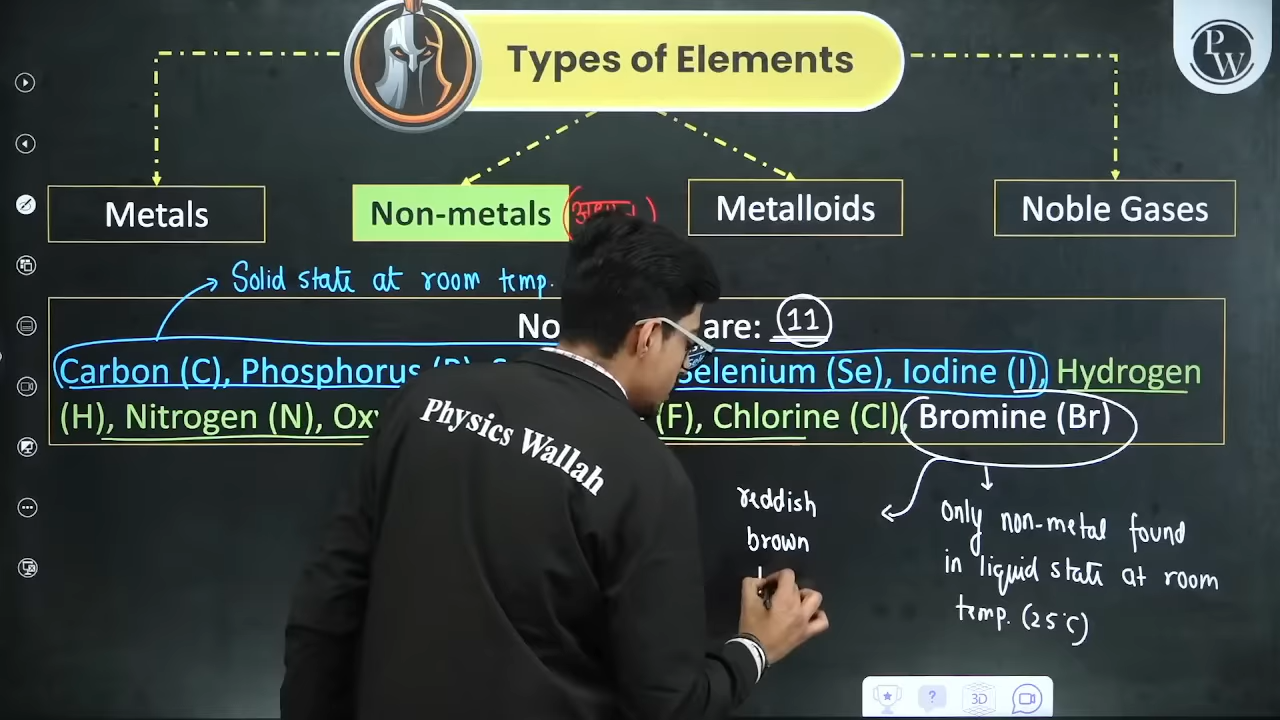 Types of Elements
PW
Metals
Non-metals
Metalloids
Noble Gases
Solid state at room temp.
are: 11
Carbon (C), Phosphorus Selenium (Se), Iodine (I), Hydrogen
(H), Nitrogen (N), (F), Chlorine (Cl), Bromine (Br)
Physics Wallah
reddish
brown
Only non-metal found
in liquid state at room
temp. (25°C)
3D